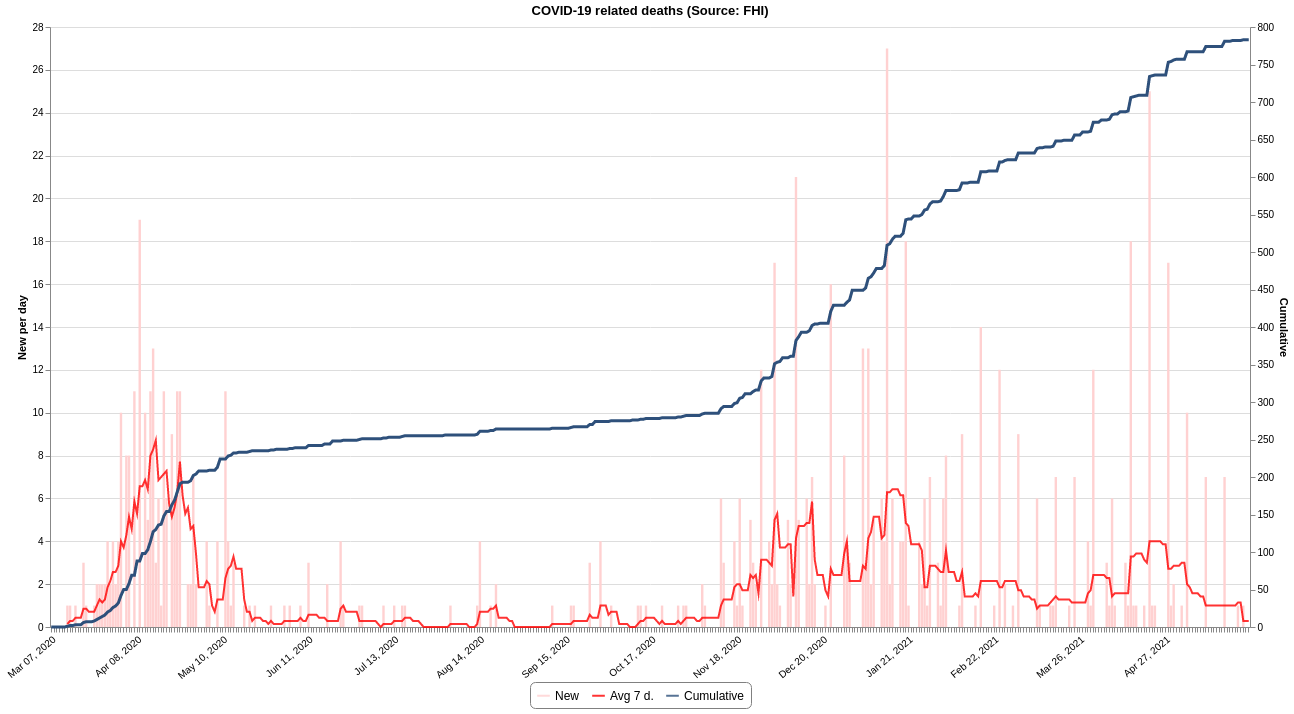 COVID-19 related deaths (Source: FHI)
28
26
24
22
20
18
16
14
12
10
8
6
4
2
0
New per day
800
750
700
650
600
550
500
450
400
350
300
250
200
150
100
50
0
Cumulative
Mar 07, 2020
Apr 08, 2020
May 10, 2020
Jun 11, 2020
Jul 13, 2020
Aug 14, 2020
Sep 15, 2020
Oct 17, 2020
Nov 18, 2020
Dec 20, 2020
Jan 21, 2021
Feb 22, 2021
Mar 26, 2021
Apr 27, 2021
New Avg 7 d. Cumulative